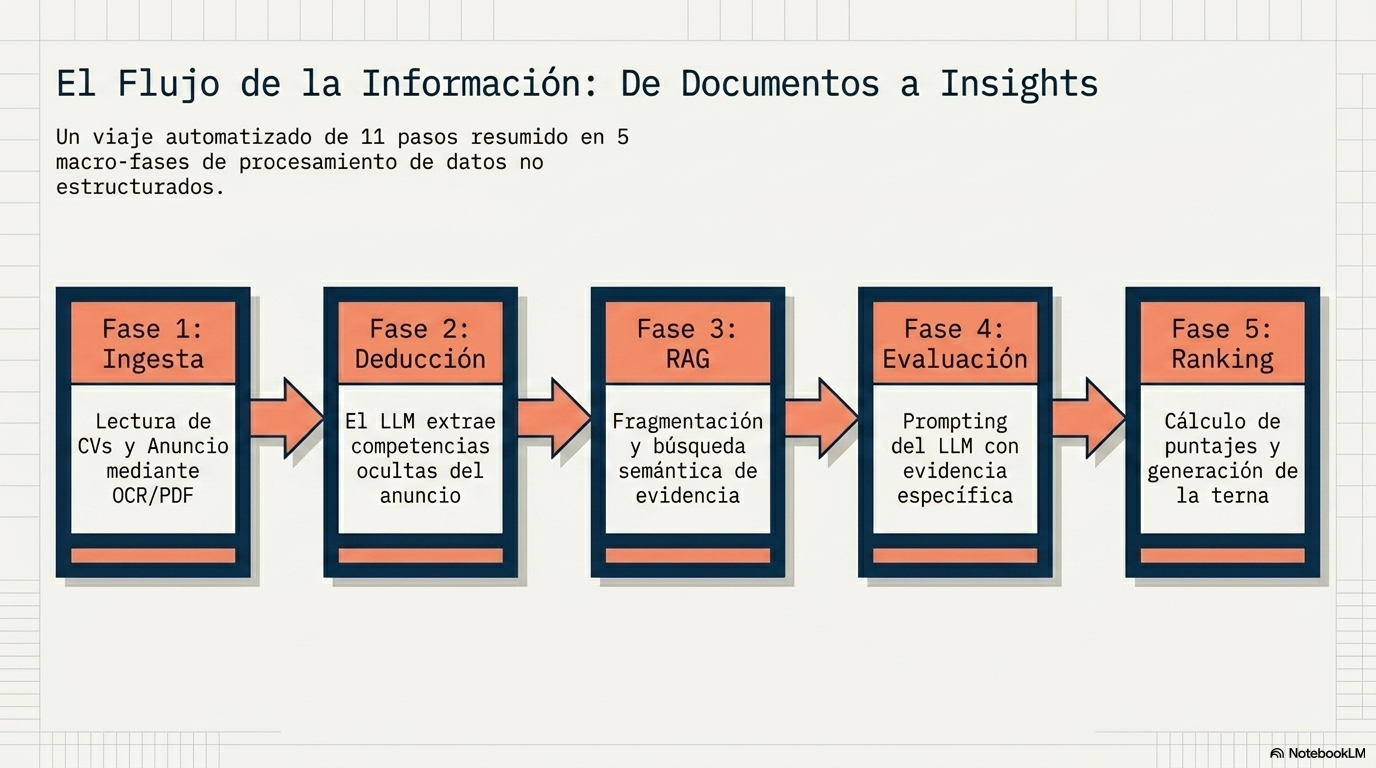 El Flujo de la Información: De Documentos a Insights
Un viaje automatizado de 11 pasos resumido en 5
macro-fases de procesamiento de datos no
estructurados.
Fase 1:
Ingesta
Lectura de
CVs y Anuncio
mediante
OCR/PDF
Fase 2:
Deducción
El LLM extrae
competencias
ocultas del
anuncio
Fase 3:
RAG
Fragmentación
y búsqueda
semántica de
evidencia
Fase 4:
Evaluación
Prompting
del LLM con
evidencia
específica
Fase 5:
Ranking
Cálculo de
puntajes y
generación de
la terna
NotebookLM